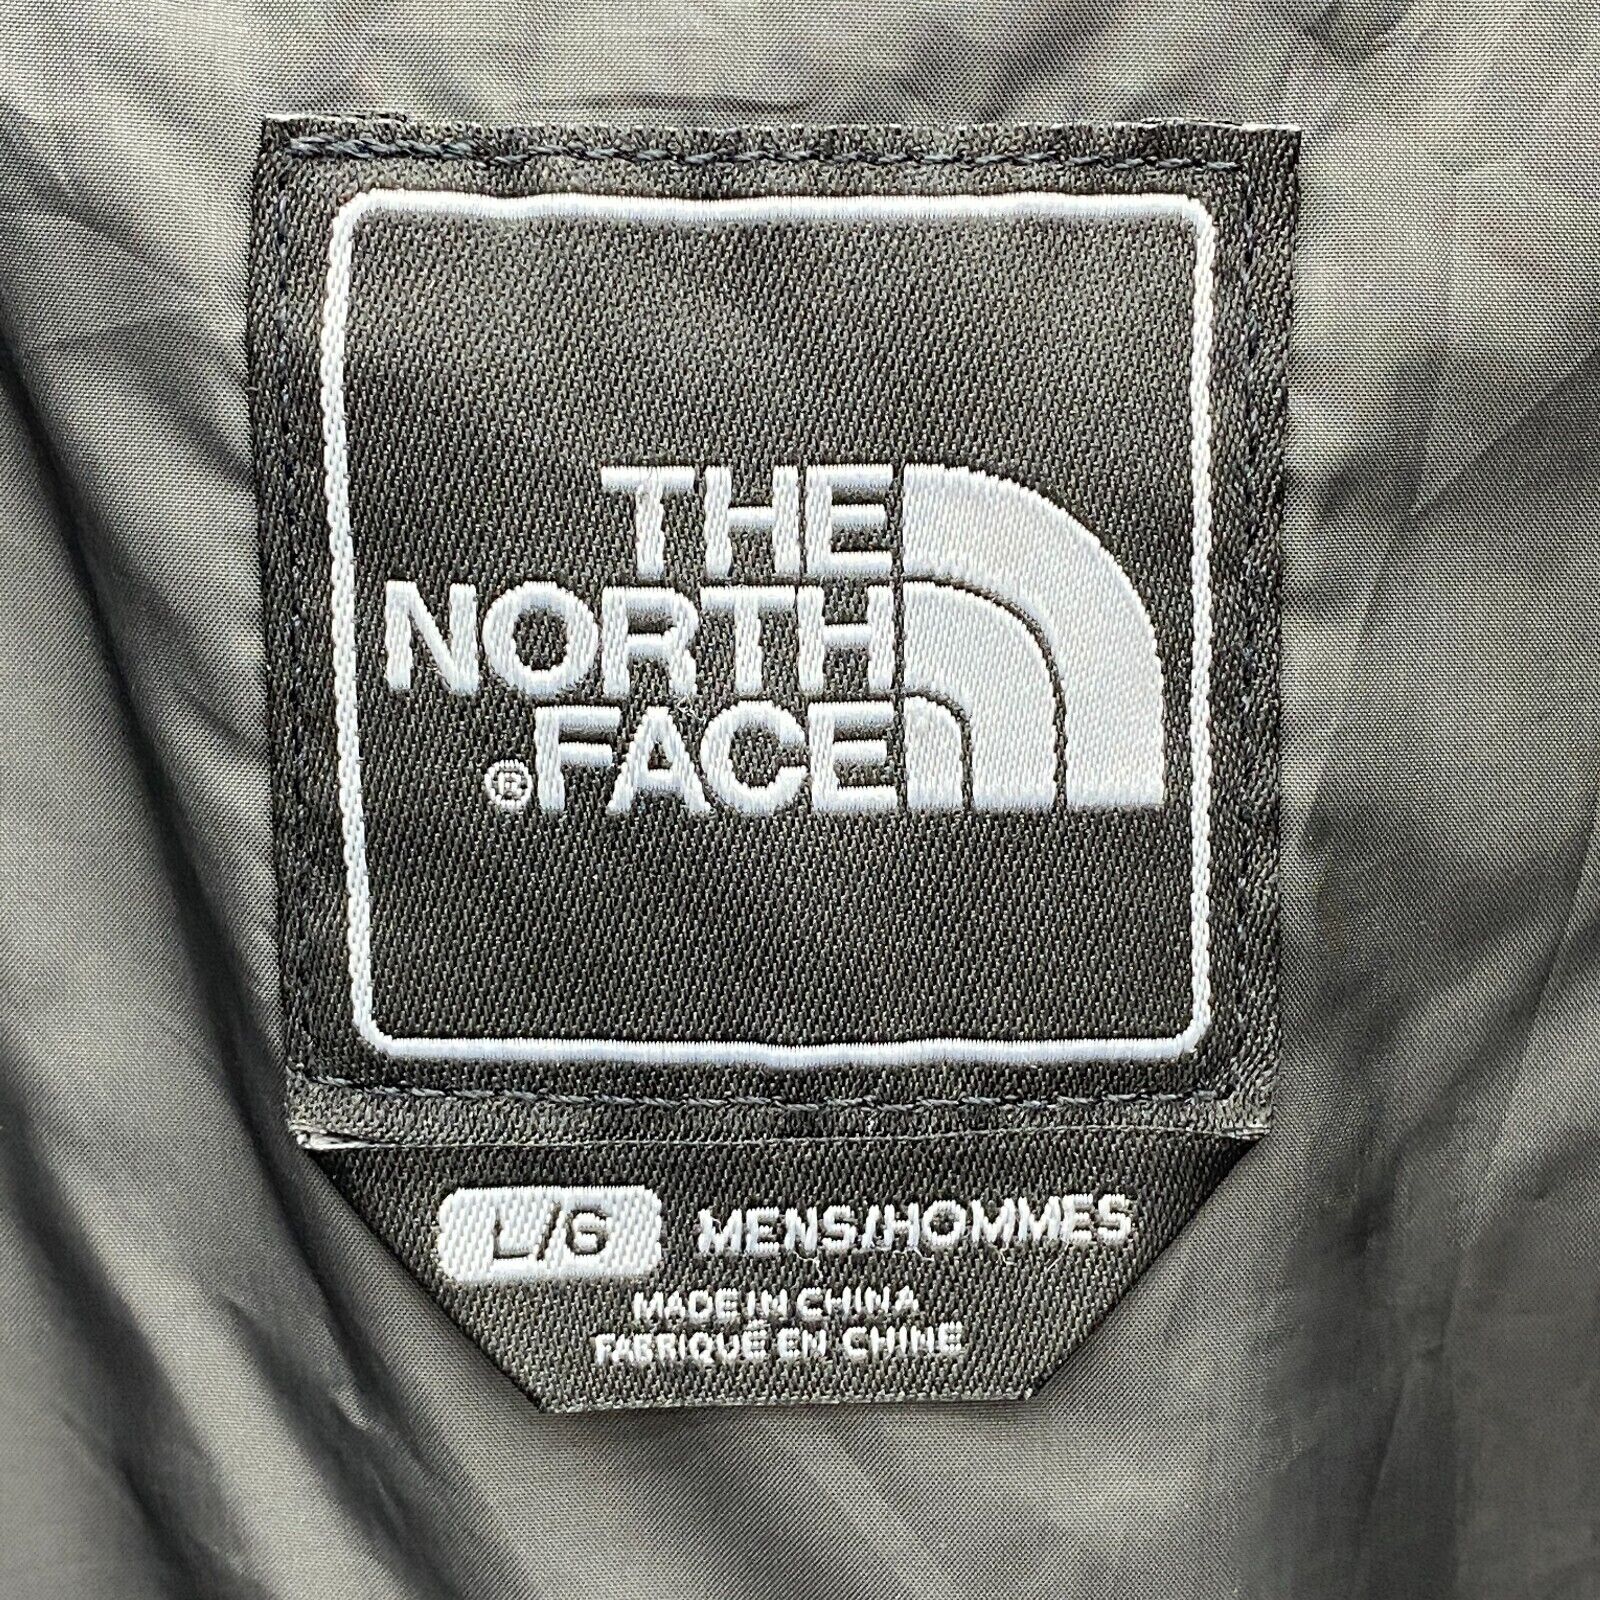 THE
NORTH
® FACE
L/G MENS/HOMMES
MADE IN CHINA
FABRIQUÉ EN CHINE